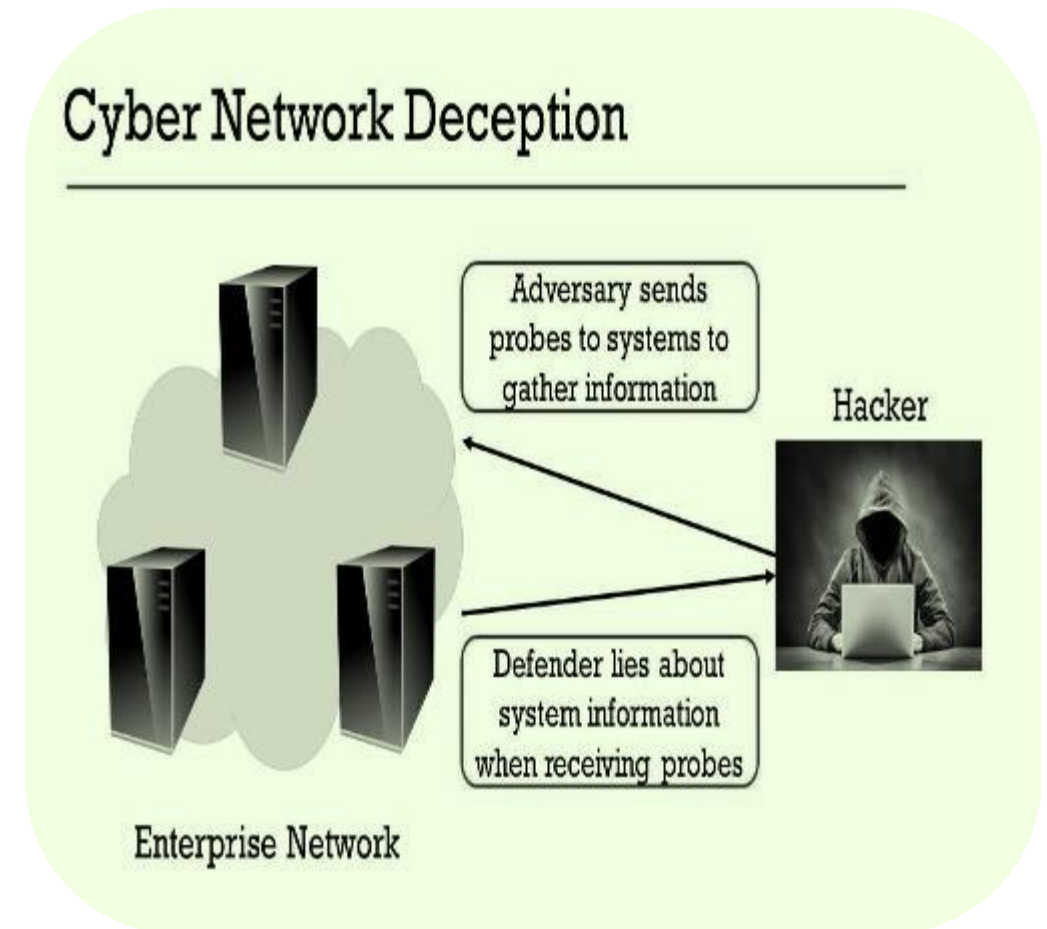 Cyber Network Deception
Adversary sends
probes to systems to
gather information
Hacker
Defender lies about
system information
when receiving probes
Enterprise Network